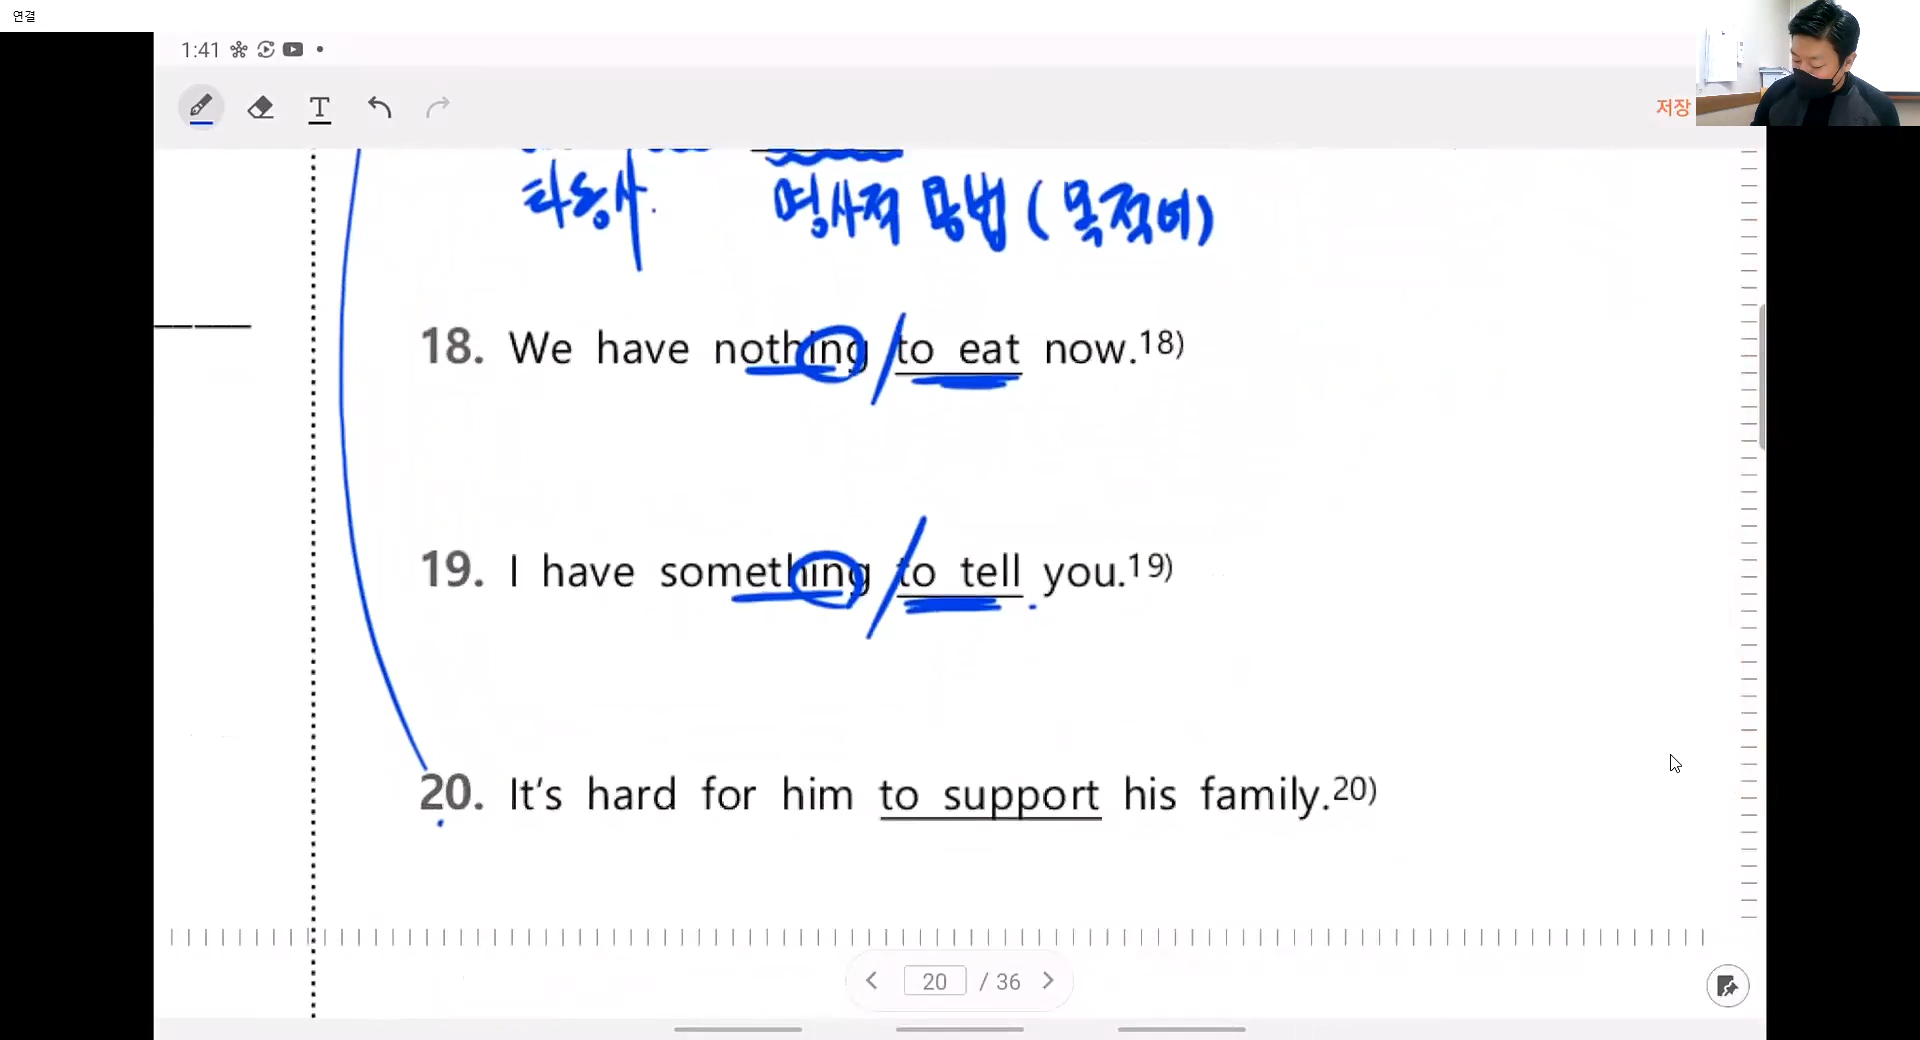 연결
1:41
T
저장
타동사. 명사적 용법 (목적어)
18. We have nothing / to eat now.18)
19. I have something / to tell you.19)
20. It's hard for him to support his family.20)
20 / 36